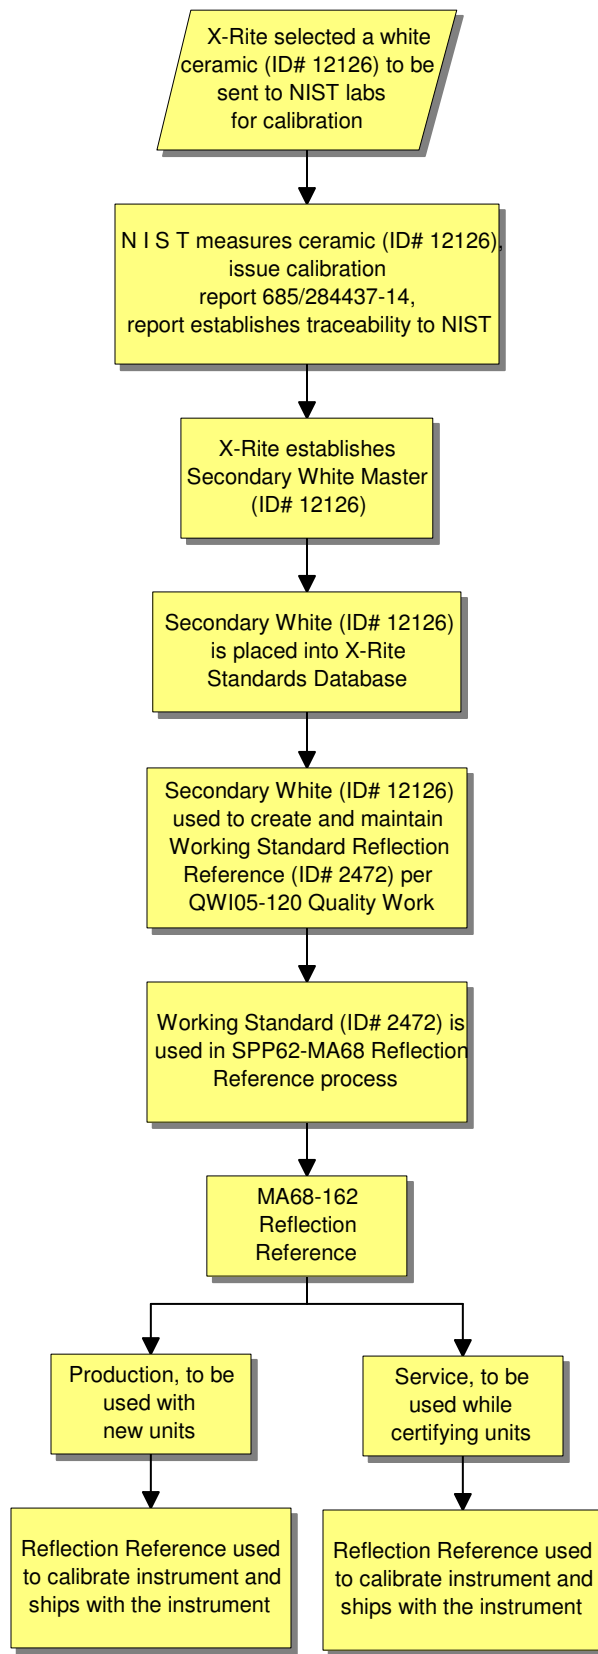 X-Rite selected a white
ceramic (ID# 12126) to be
sent to NIST labs
for calibration
N I S T measures ceramic (ID# 12126),
issue calibration
report 685/284437-14,
report establishes traceability to NIST
X-Rite establishes
Secondary White Master
(ID# 12126)
Secondary White (ID# 12126)
is placed into X-Rite
Standards Database
Secondary White (ID# 12126)
used to create and maintain
Working Standard Reflection
Reference (ID# 2472) per
QWI05-120 Quality Work
Working Standard (ID# 2472) is
used in SPP62-MA68 Reflection
Reference process
MA68-162
Reflection
Reference
Production, to be
used with
new units
Service, to be
used while
certifying units
Reflection Reference used
to calibrate instrument and
ships with the instrument
Reflection Reference used
to calibrate instrument and
ships with the instrument